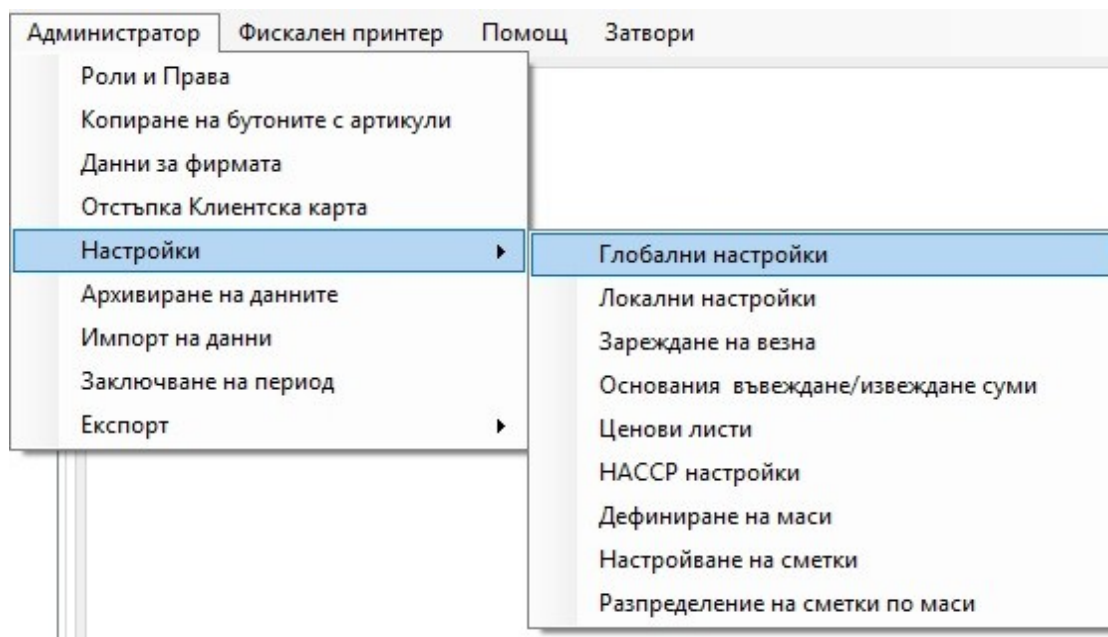 Администратор Фискален принтер Помощ Затвори
Роли и Права
Копиране на бутоните с артикули
Данни за фирмата
Отстъпка Клиентска карта
Настройки
Архивиране на данните
Импорт на данни
Заключване на период
Експорт
Глобални настройки
Локални настройки
Зареждане на везна
Основания въвеждане/извеждане суми
Ценови листи
НАССР настройки
Дефиниране на маси
Настройване на сметки
Разпределение на сметки по маси